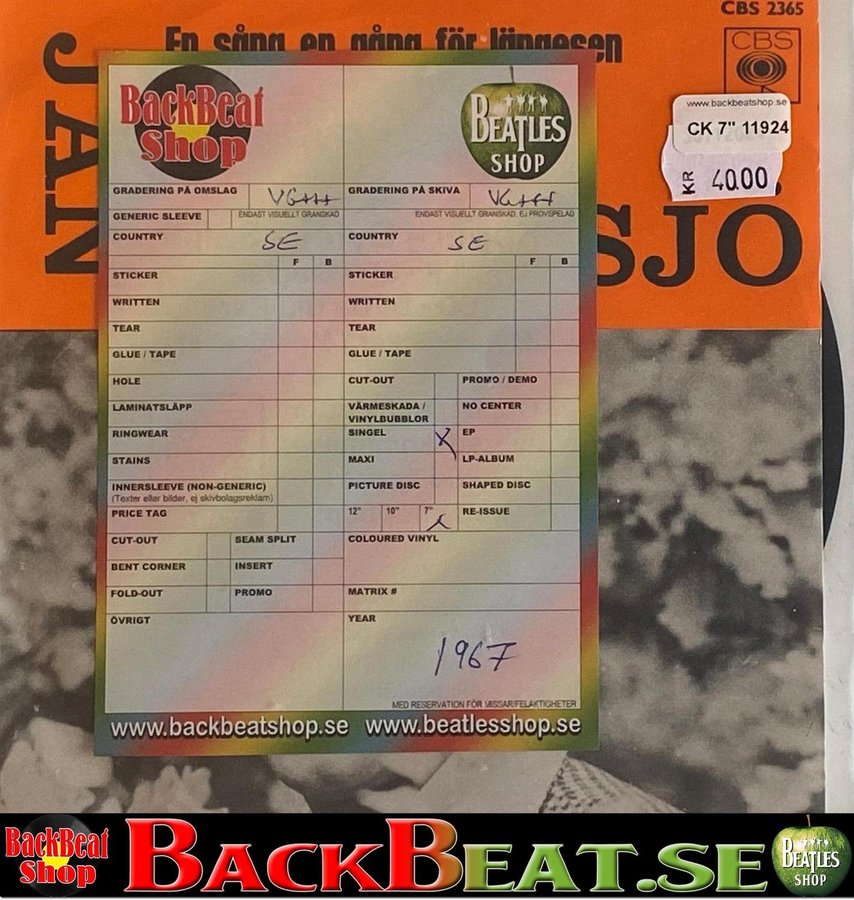 CBS 2365
En sång en gång för längesen
CBS
JAN
SJÖ
www.backbeatshop.se
CK 7" 11924
KR 40.00
BackBeat
Shop
BEATLES
SHOP
GRADERING PÅ OMSLAG VG+++
GRADERING PÅ SKIVA VG+++
GENERIC SLEEVE ENDAST VISUELLT GRANSKAD
ENDAST VISUELLT GRANSKAD, EJ PROVSPELAD
COUNTRY SE
COUNTRY SE
F B
F B
STICKER
STICKER
WRITTEN
WRITTEN
TEAR
TEAR
GLUE / TAPE
GLUE / TAPE
HOLE
CUT-OUT PROMO / DEMO
LAMINATSLÄPP
VÄRMESKADA / NO CENTER
VINYLBUBBLOR
RINGWEAR
SINGEL X EP
STAINS
MAXI LP-ALBUM
INNERSLEEVE (NON-GENERIC)
(Texter eller bilder, ej skivbolagsreklam)
PICTURE DISC SHAPED DISC
PRICE TAG
12" 10" 7" X RE-ISSUE
CUT-OUT SEAM SPLIT
COLOURED VINYL
BENT CORNER INSERT
FOLD-OUT PROMO
MATRIX #
ÖVRIGT
YEAR
1967
MED RESERVATION FÖR MISSAR/FELAKTIGHETER
www.backbeatshop.se www.beatlesshop.se
BackBeat
Shop
BACKBEAT.SE
BEATLES
SHOP